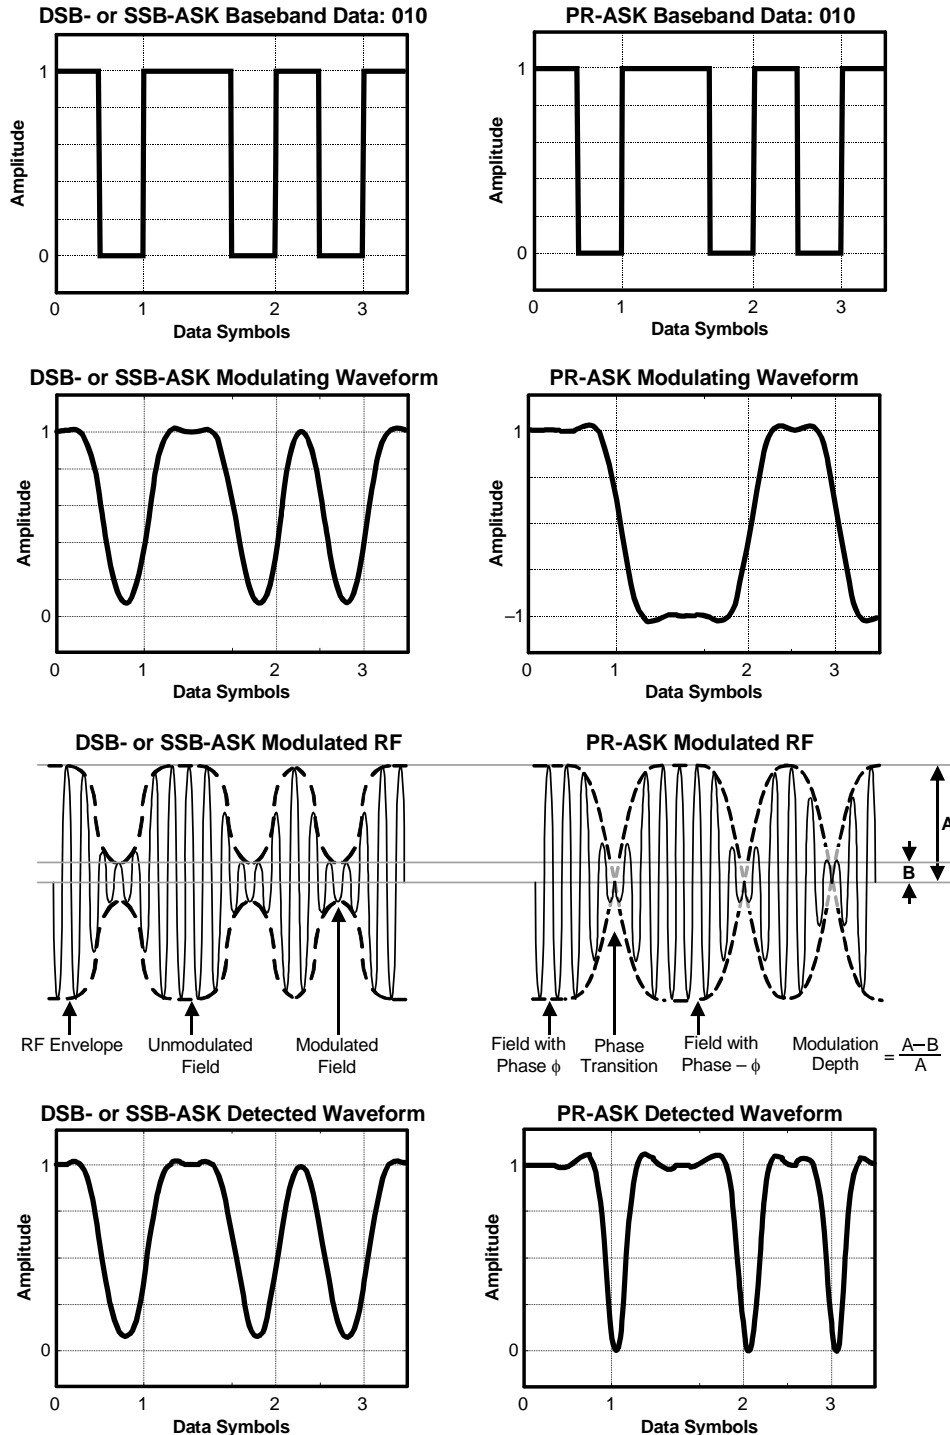 DSB- or SSB-ASK Baseband Data: 010
Amplitude
1
0
0 1 2 3
Data Symbols
PR-ASK Baseband Data: 010
Amplitude
1
0
0 1 2 3
Data Symbols
DSB- or SSB-ASK Modulating Waveform
Amplitude
1
0
0 1 2 3
Data Symbols
PR-ASK Modulating Waveform
Amplitude
1
–1
0 1 2 3
Data Symbols
DSB- or SSB-ASK Modulated RF
RF Envelope
Unmodulated
Field
Modulated
Field
PR-ASK Modulated RF
A
B
Field with
Phase ϕ
Phase
Transition
Field with
Phase – ϕ
Modulation
Depth
= A–B
A
DSB- or SSB-ASK Detected Waveform
Amplitude
1
0
0 1 2 3
Data Symbols
PR-ASK Detected Waveform
Amplitude
1
0
0 1 2 3
Data Symbols